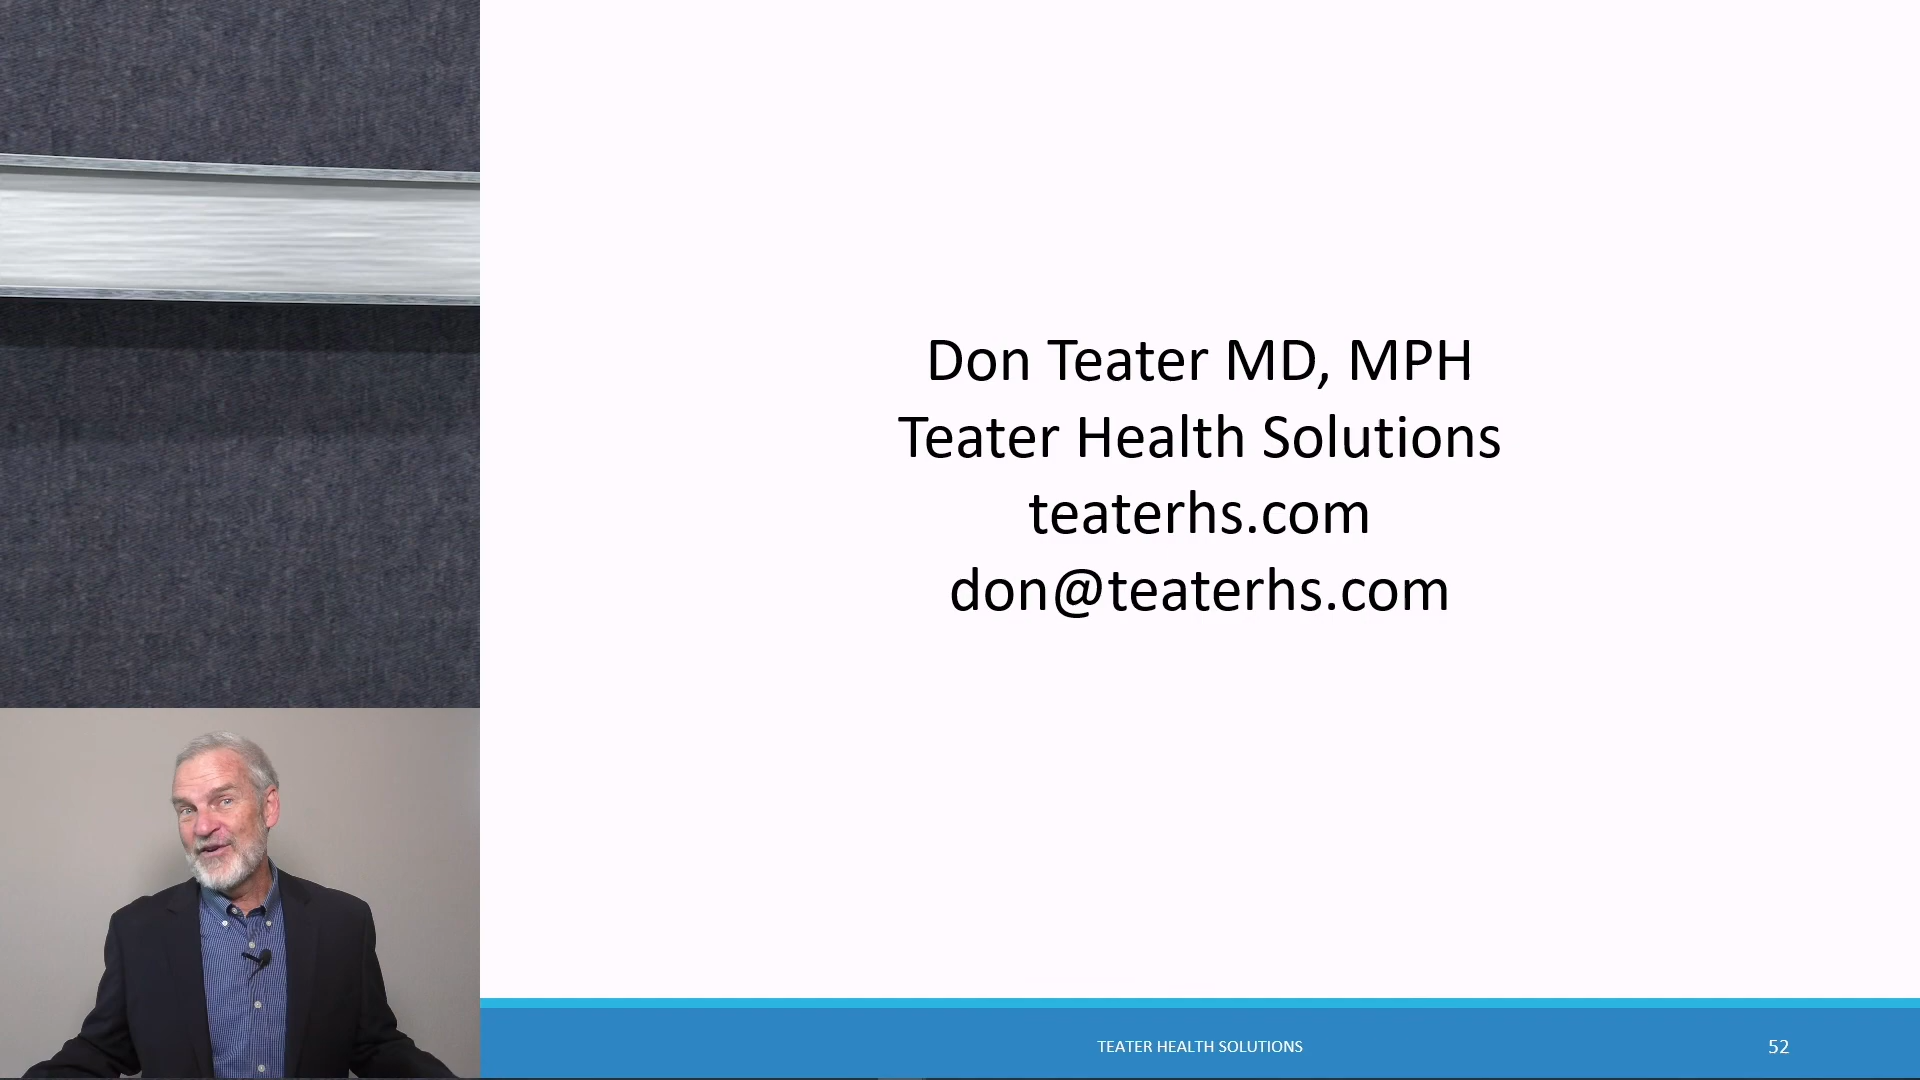 Don Teater MD, MPH
Teater Health Solutions
teaterhs.com
don@teaterhs.com
TEATER HEALTH SOLUTIONS
52